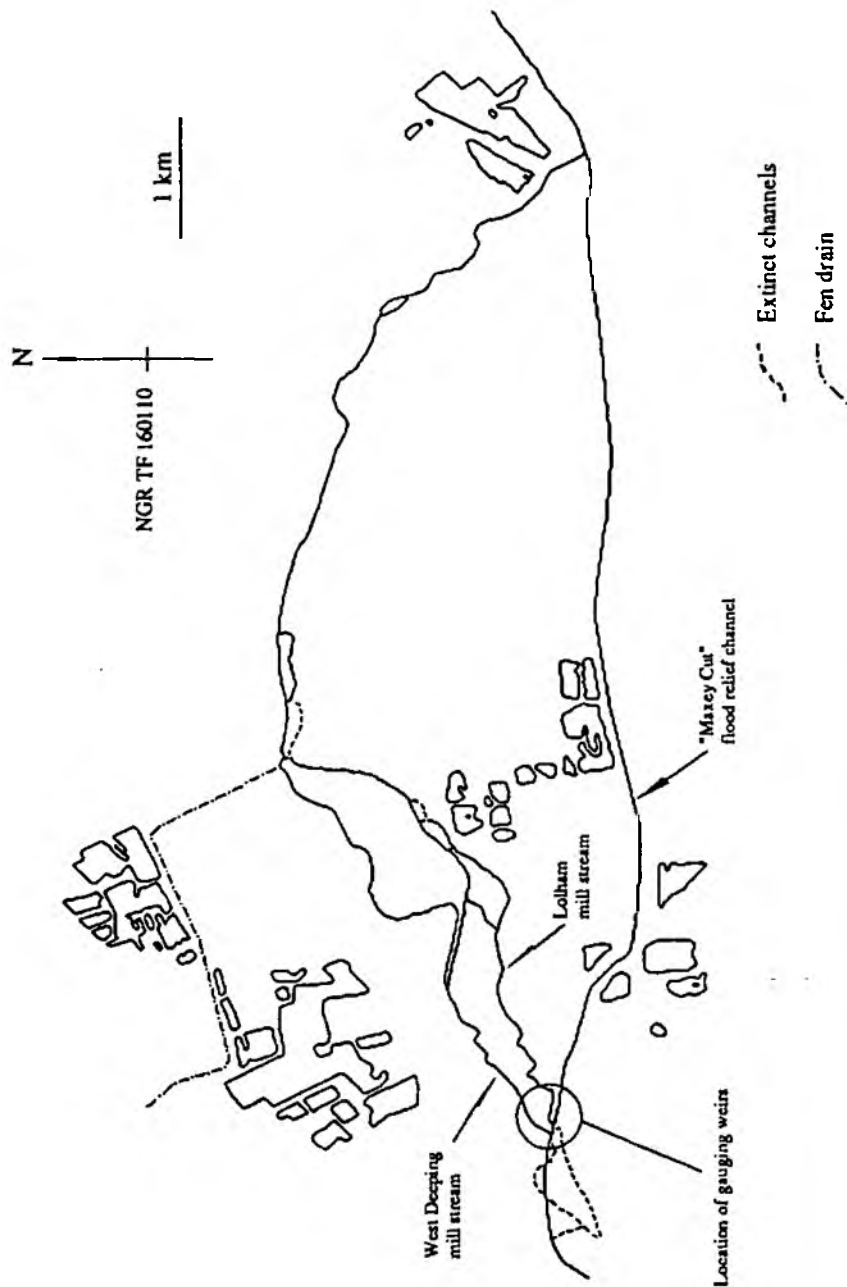 N
NGR TF 160110
1 km
West Deeping
mill stream
Lolham
mill stream
Location of gauging weirs
"Maxey Cut"
flood relief channel
Extinct channels
Fen drain